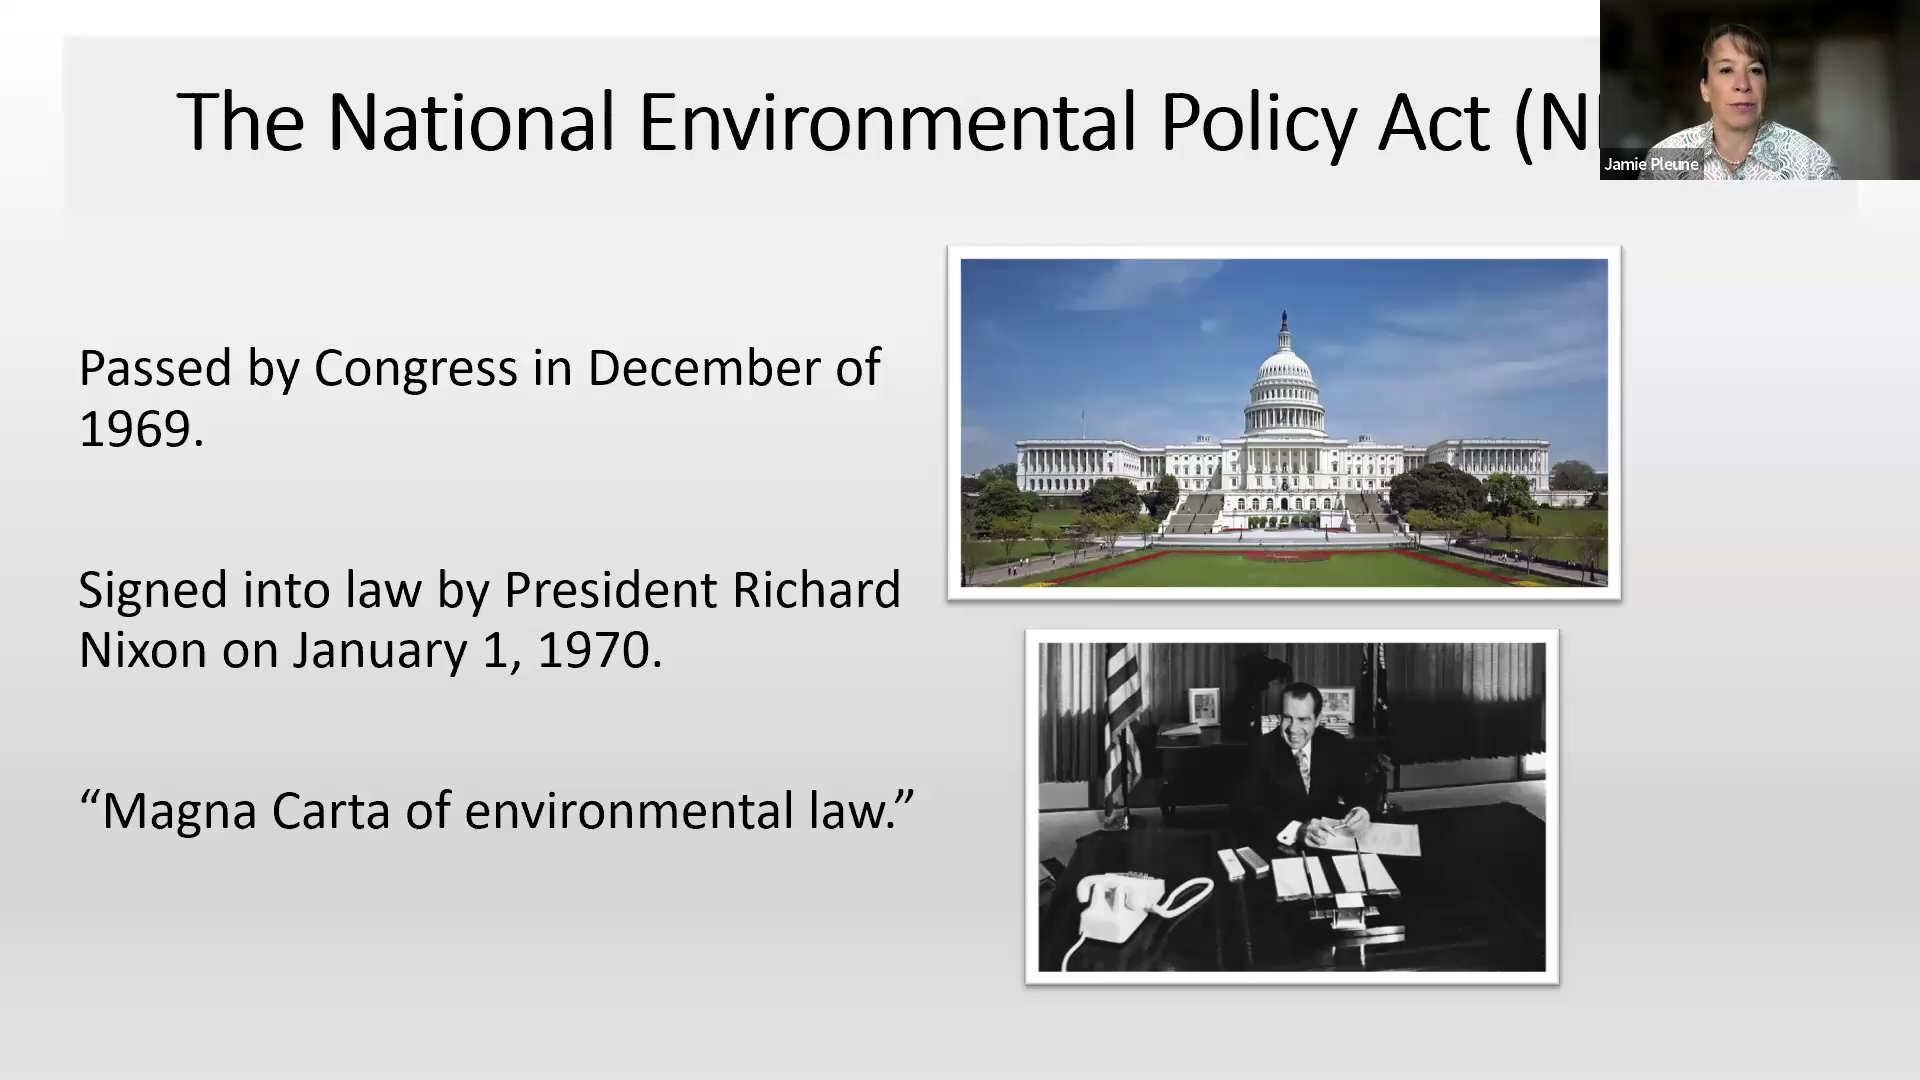 The National Environmental Policy Act (N
Jamie Pleune
Passed by Congress in December of
1969.
Signed into law by President Richard
Nixon on January 1, 1970.
“Magna Carta of environmental law.”